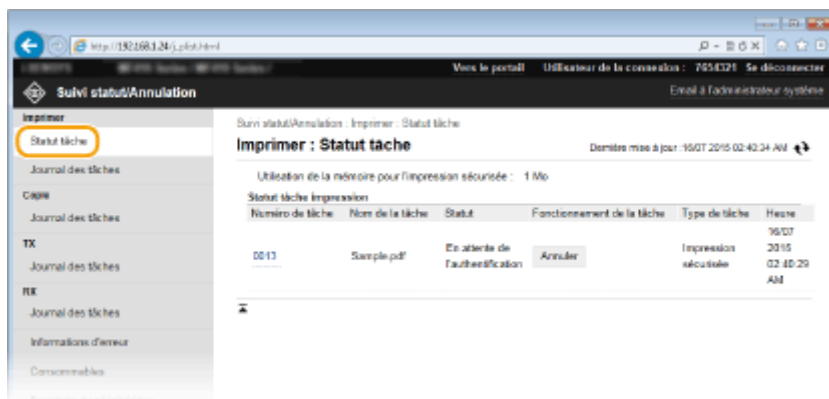 http://192.168.1.24/j_plist.html
Vers le portail Utilisateur de la connexion : 7654321 Se déconnecter
Suivi statut/Annulation
Email à l'administrateur système
Imprimer
Statut tâche
Journal des tâches
Copie
Journal des tâches
TX
Journal des tâches
RX
Journal des tâches
Informations d'erreur
Consommables
Suivi statut/Annulation : Imprimer : Statut tâche
Imprimer : Statut tâche
Dernière mise à jour :16/07 2015 02:40:34 AM
Utilisation de la mémoire pour l'impression sécurisée : 1 Mo
Statut tâche impression
Numéro de tâche Nom de la tâche Statut Fonctionnement de la tâche Type de tâche Heure
0013 Sample.pdf En attente de l'authentification Annuler Impression sécurisée 16/07 2015 02:40:29 AM